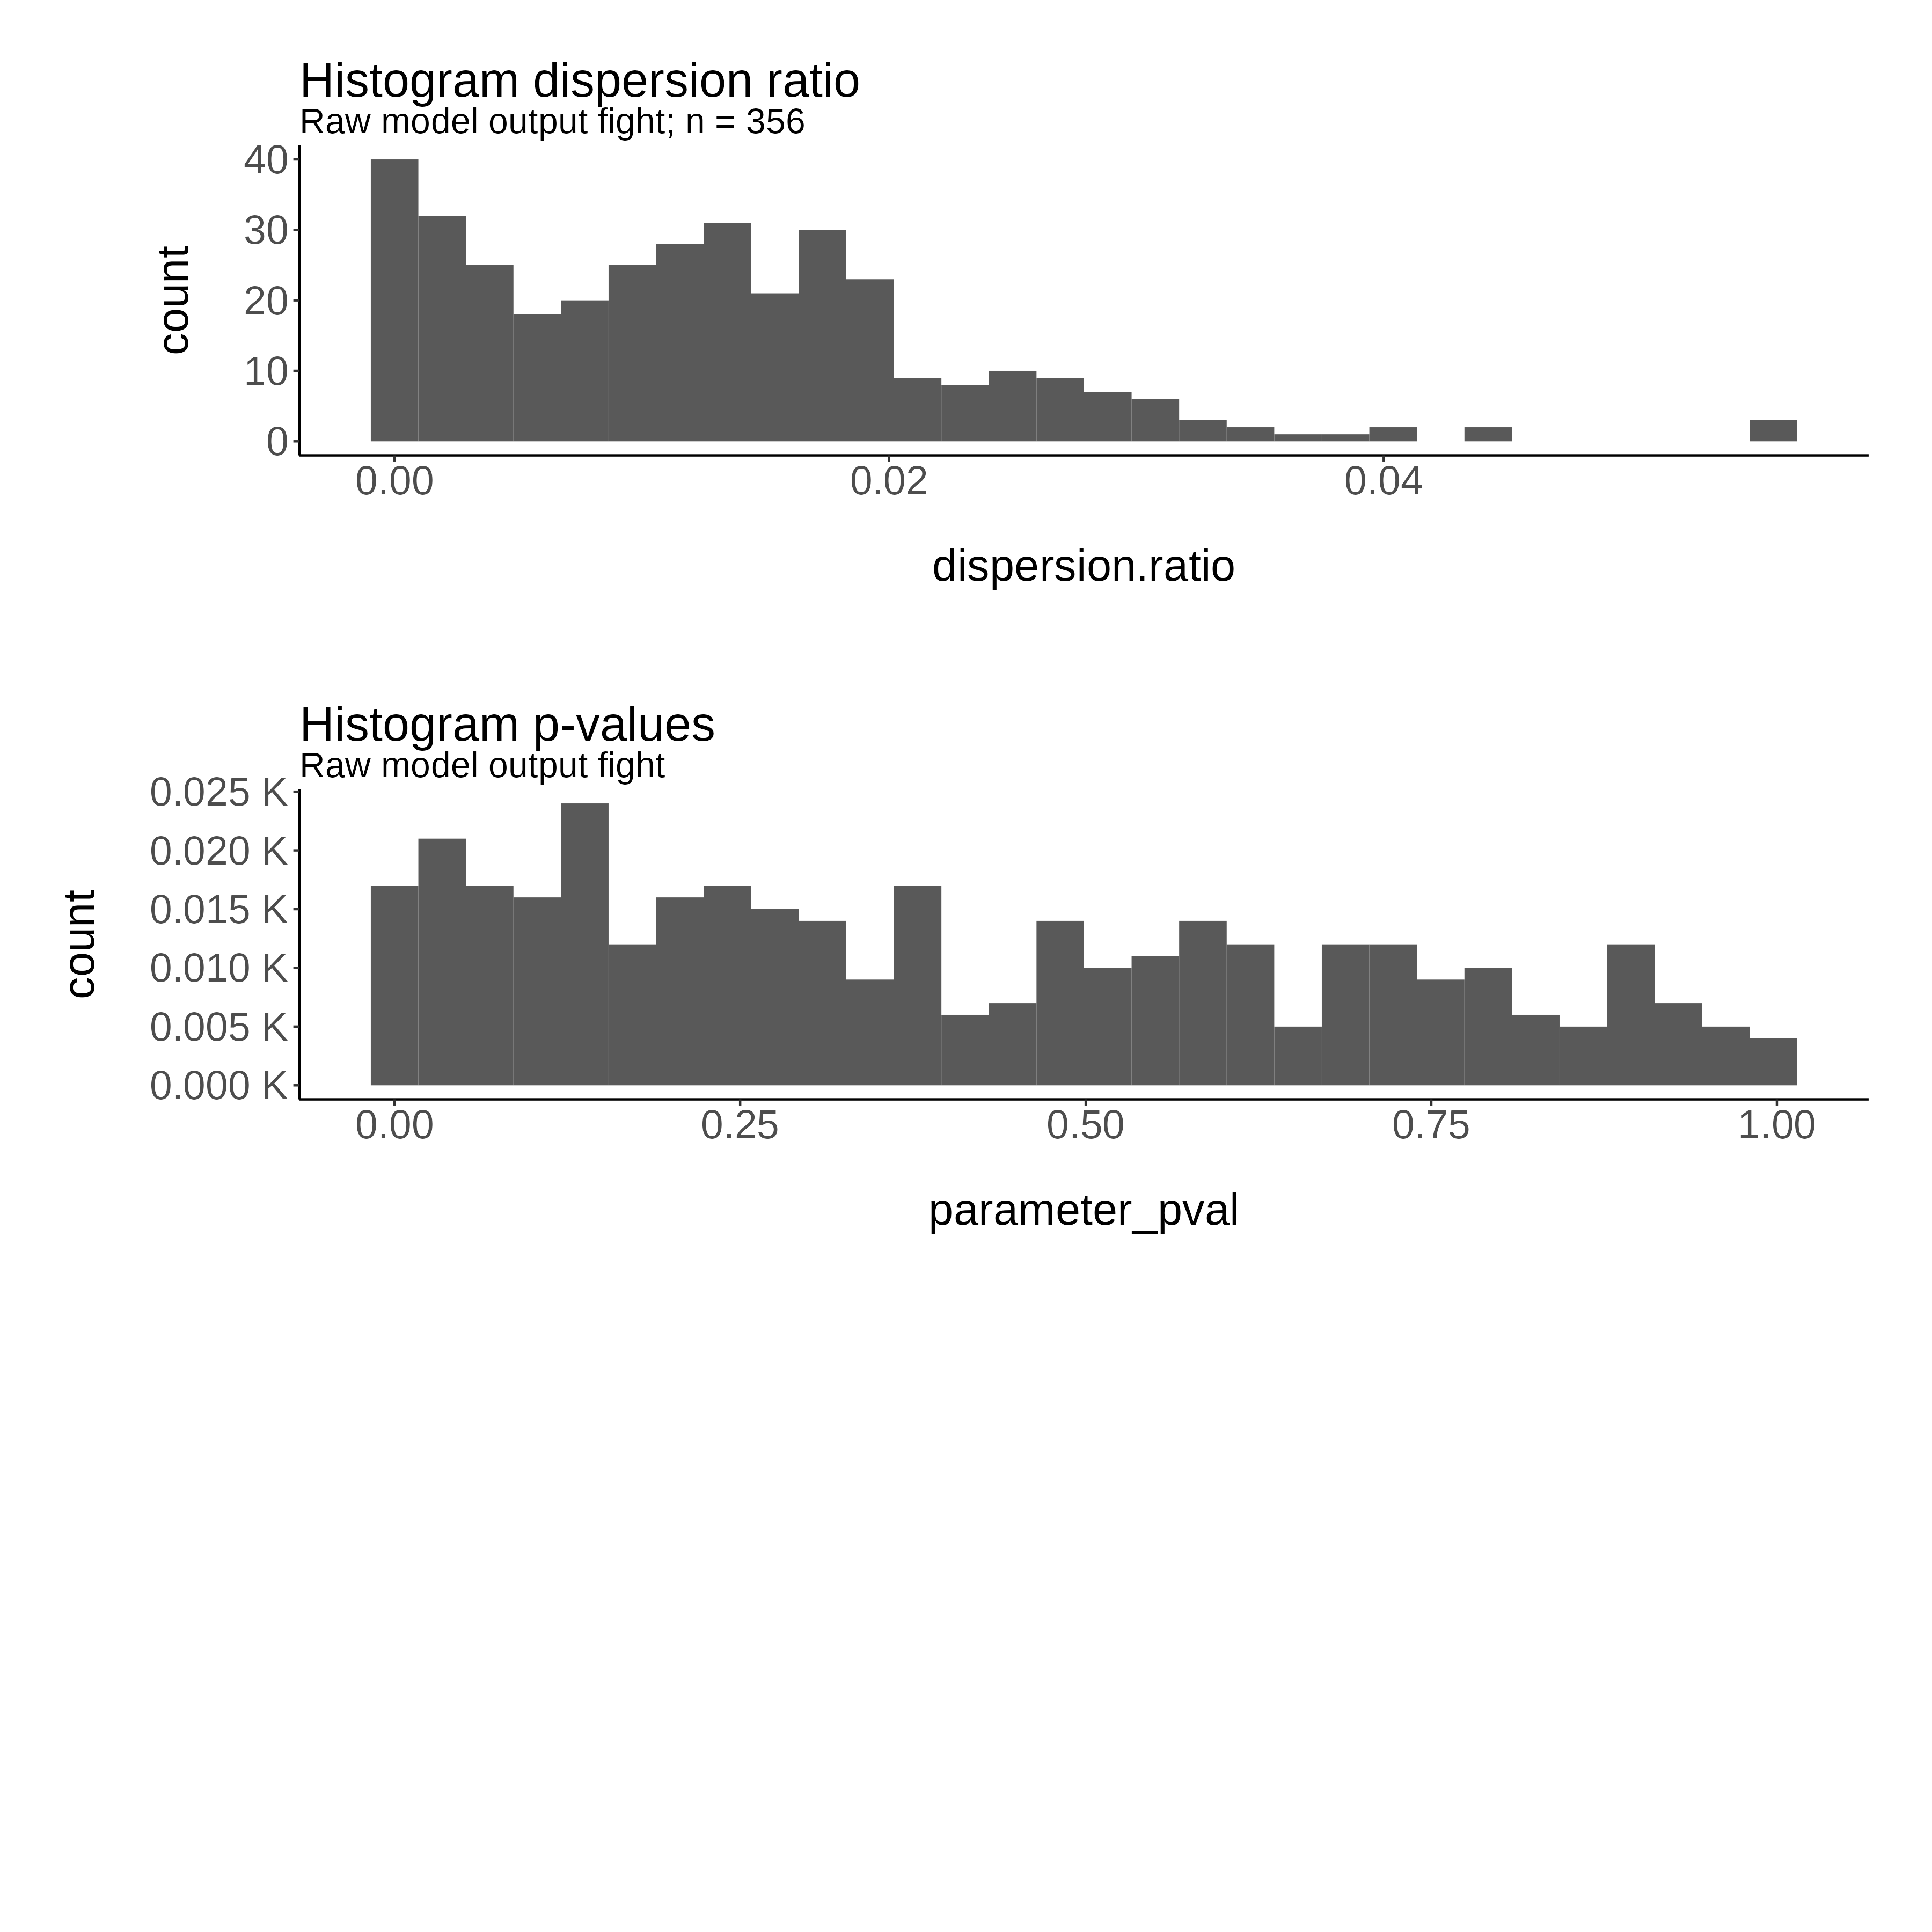 Histogram dispersion ratio
Raw model output fight; n = 356
40
30
20
10
0
count
0.00 0.02 0.04
dispersion.ratio
Histogram p-values
Raw model output fight
0.025 K
0.020 K
0.015 K
0.010 K
0.005 K
0.000 K
count
0.00 0.25 0.50 0.75 1.00
parameter_pval